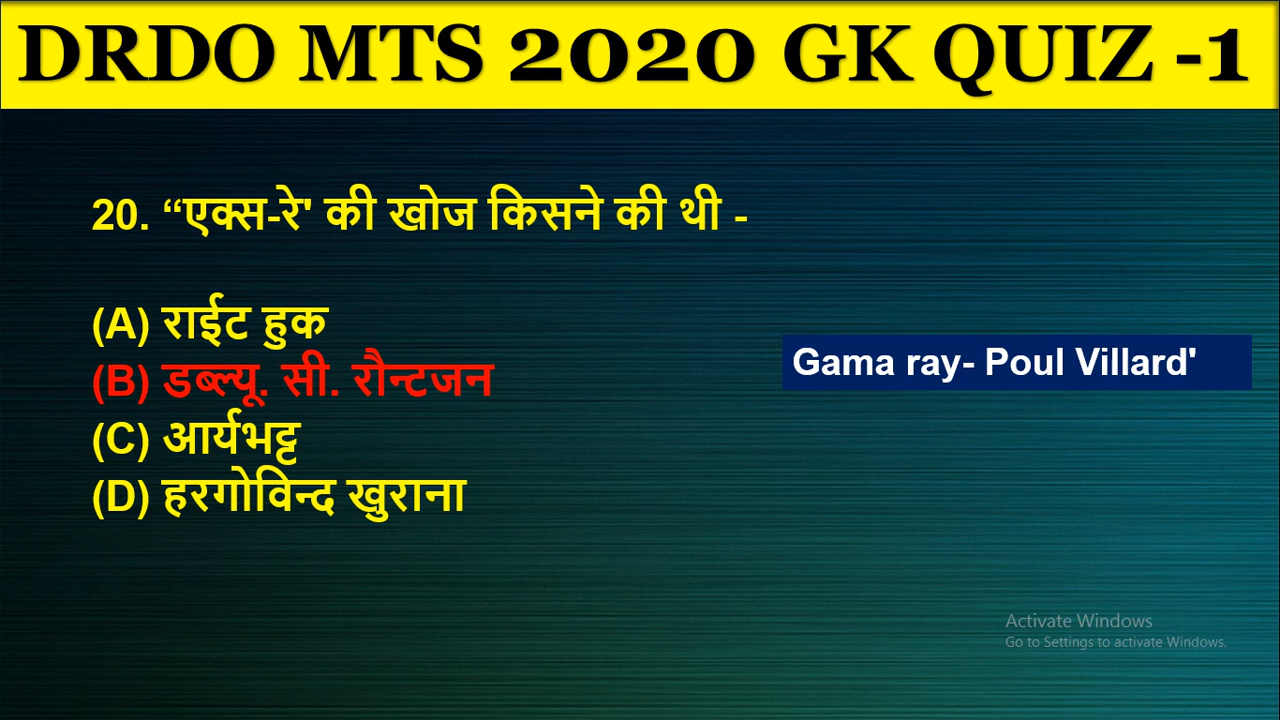 DRDO MTS 2020 GK QUIZ -1
20. “एक्स-रे' की खोज किसने की थी -
(A) राईट हुक
(B) डब्ल्यू. सी. रौन्टजन
(C) आर्यभट्ट
(D) हरगोविन्द खुराना
Gama ray- Poul Villard'
Activate Windows
Go to Settings to activate Windows.